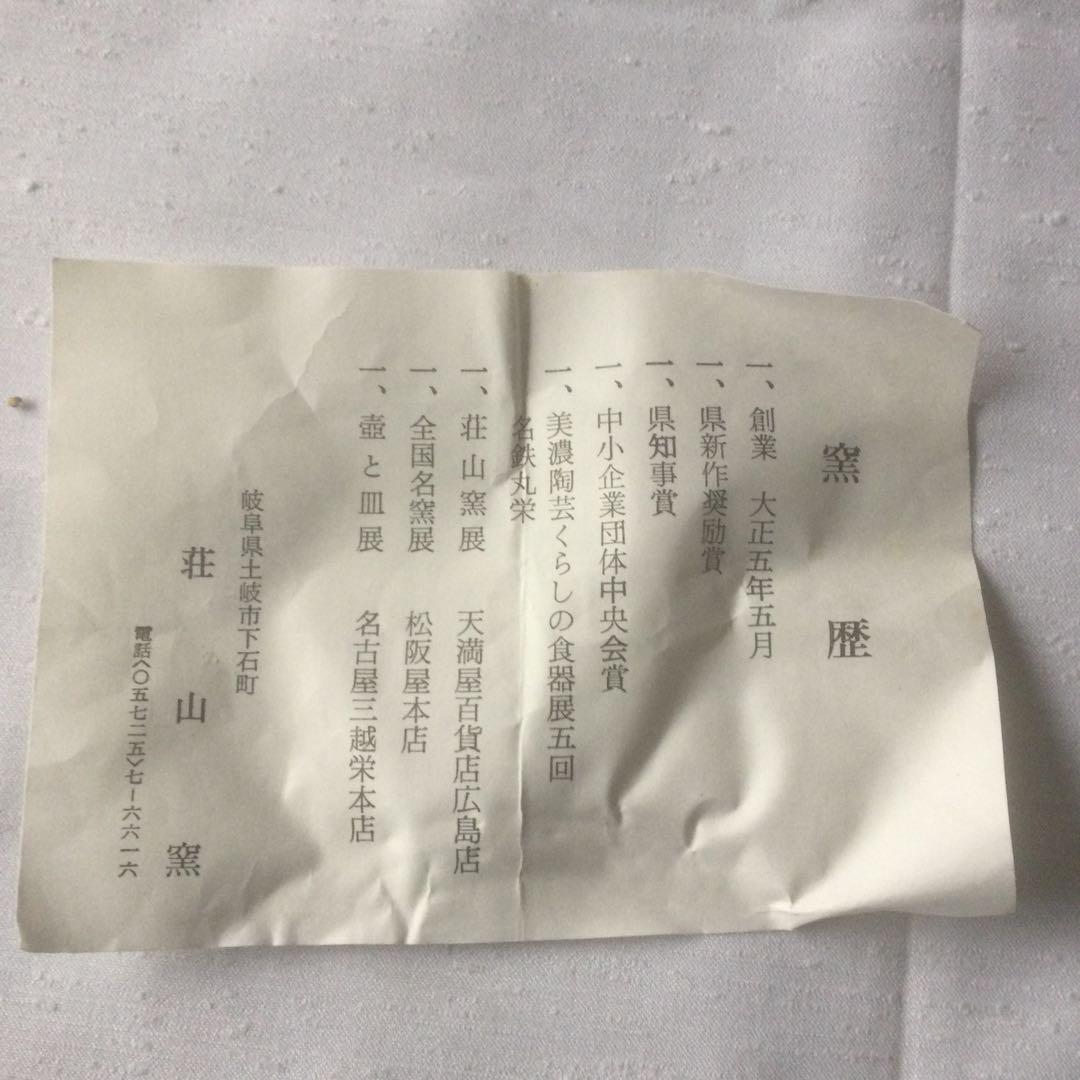 窯歴
一、創業　大正五年五月
一、県新作奨励賞
一、県知事賞
一、中小企業団体中央会賞
一、美濃陶芸くらしの食器展五回
名鉄丸栄
一、荘山窯展　天満屋百貨店広島店
一、全国名窯展　松阪屋本店
一、壺と皿展　名古屋三越栄本店
岐阜県土岐市下石町
荘山窯
電話〈〇五七二五〉七ー六六一六